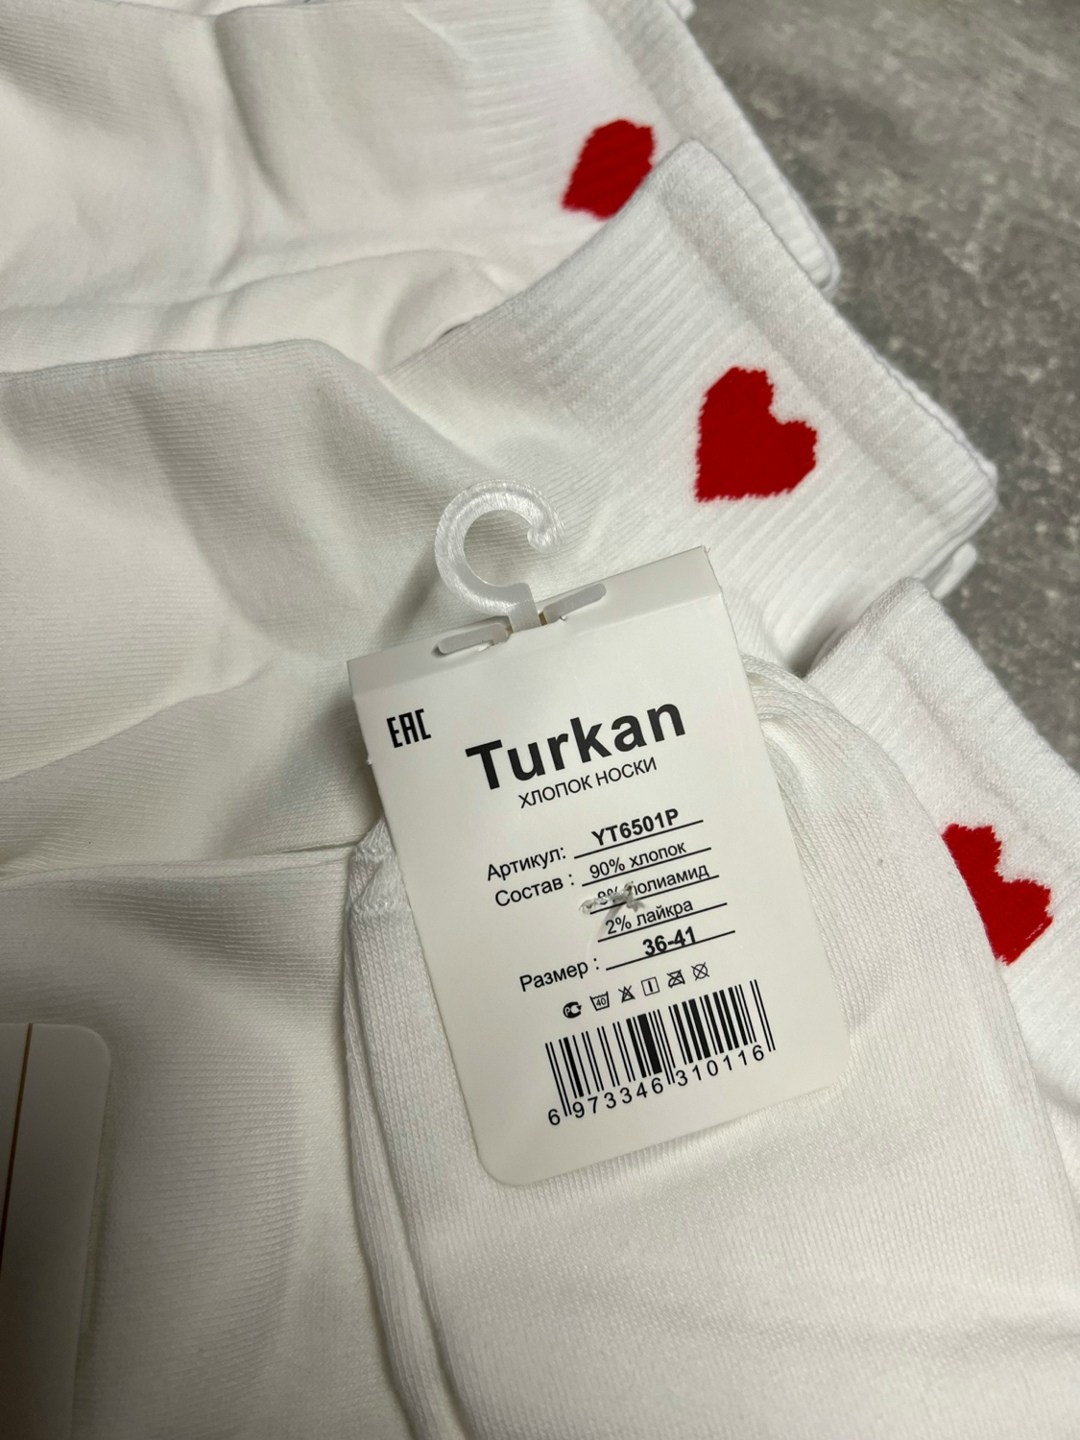 EAC
Turkan
ХЛОПОК НОСКИ
Артикул: YT6501P
Состав : 90% хлопок
8% полиамид
2% лайкра
Размер : 36-41
40
6 973346 310116